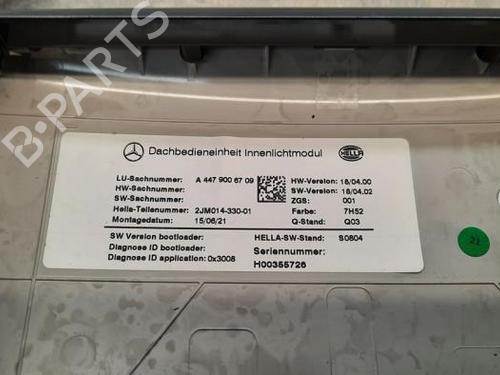 Dachbedieneinheit Innenlichtmodul
HELLA
LU-Sachnummer: A 447 900 67 09
HW-Sachnummer:
SW-Sachnummer:
Hella-Teilenummer: 2JM014-330-01
Montagedatum: 15/06/21
HW-Version: 18/04.00
SW-Version: 18/04.02
ZGS: 001
Farbe: 7H52
Q-Stand: Q03
SW Version bootloader:
Diagnose ID bootloader:
Diagnose ID application: 0x3008
HELLA-SW-Stand: S0804
Seriennummer:
H00355726
22
B-PARTS